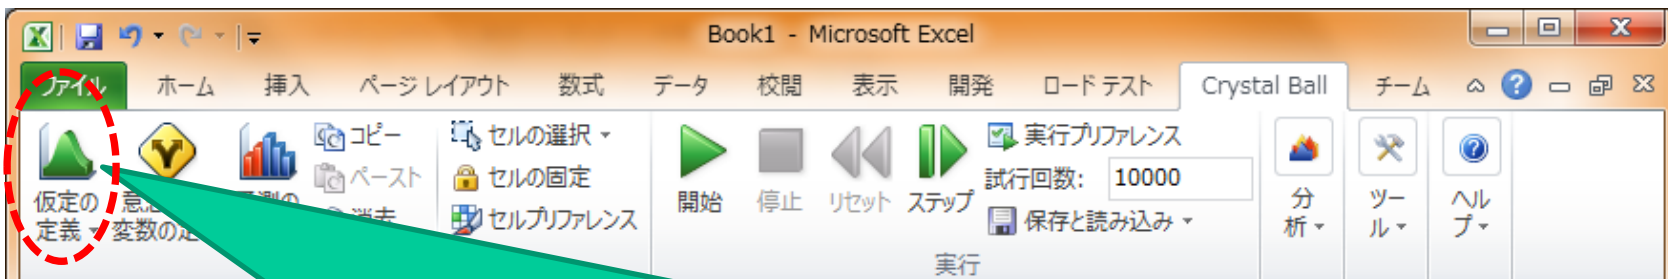 Book1 - Microsoft Excel
ファイル ホーム 挿入 ページ レイアウト 数式 データ 校閲 表示 開発 ロード テスト Crystal Ball チーム
コピー セルの選択 実行プリファレンス
ペースト セルの固定 試行回数: 10000
仮定の 開始 停止 リセット ステップ 分 ツー ヘル
定義 変数の セルプリファレンス 保存と読み込み 析 ル プ
実行